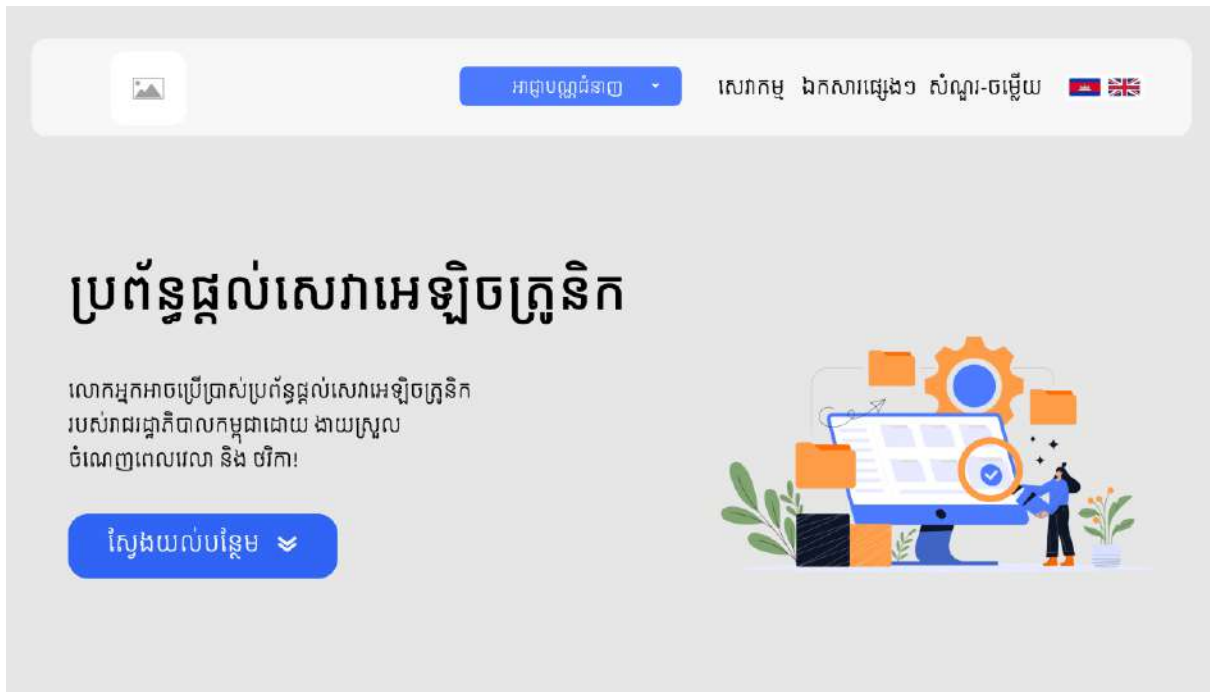 អាជ្ញាបណ្ណជំនាញ
សេវាកម្ម ឯកសារផ្សេងៗ សំណួរ-ចម្លើយ
ប្រព័ន្ធផ្តល់សេវាអេឡិចត្រូនិក
លោកអ្នកអាចប្រើប្រាស់ប្រព័ន្ធផ្តល់សេវាអេឡិចត្រូនិក
របស់រាជរដ្ឋាភិបាលកម្ពុជាដោយ ងាយស្រួល
ចំណេញពេលវេលា និង ថវិកា!
ស្វែងយល់បន្ថែម